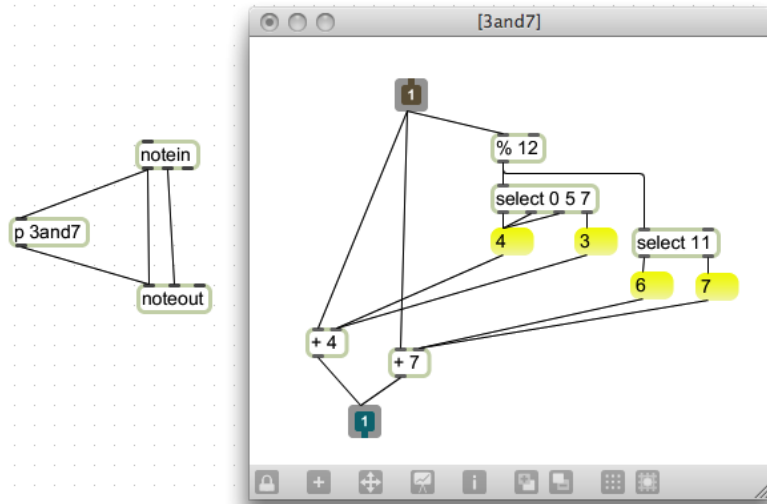 [3and7]
1
notein
% 12
select 0 5 7
p 3and7
4
3
select 11
6
7
noteout
+ 4
+ 7
1
i